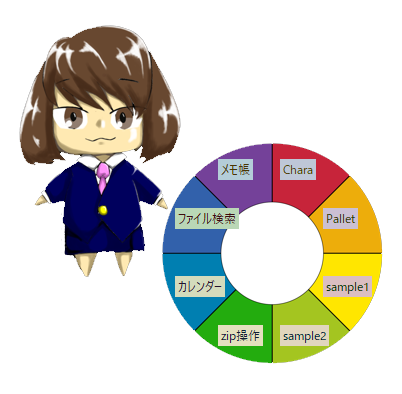 メモ帳
Chara
ファイル検索
Pallet
カレンダー
sample1
zip操作
sample2